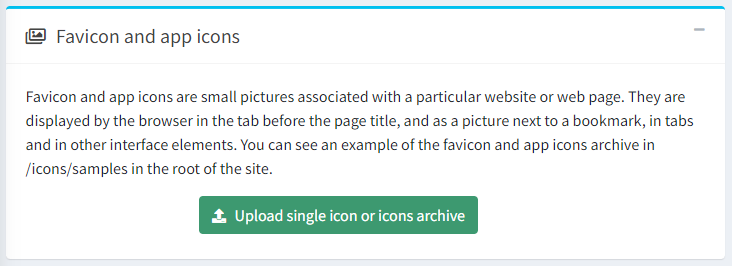 Favicon and app icons
Favicon and app icons are small pictures associated with a particular website or web page. They are
displayed by the browser in the tab before the page title, and as a picture next to a bookmark, in tabs
and in other interface elements. You can see an example of the favicon and app icons archive in
/icons/samples in the root of the site.
Upload single icon or icons archive